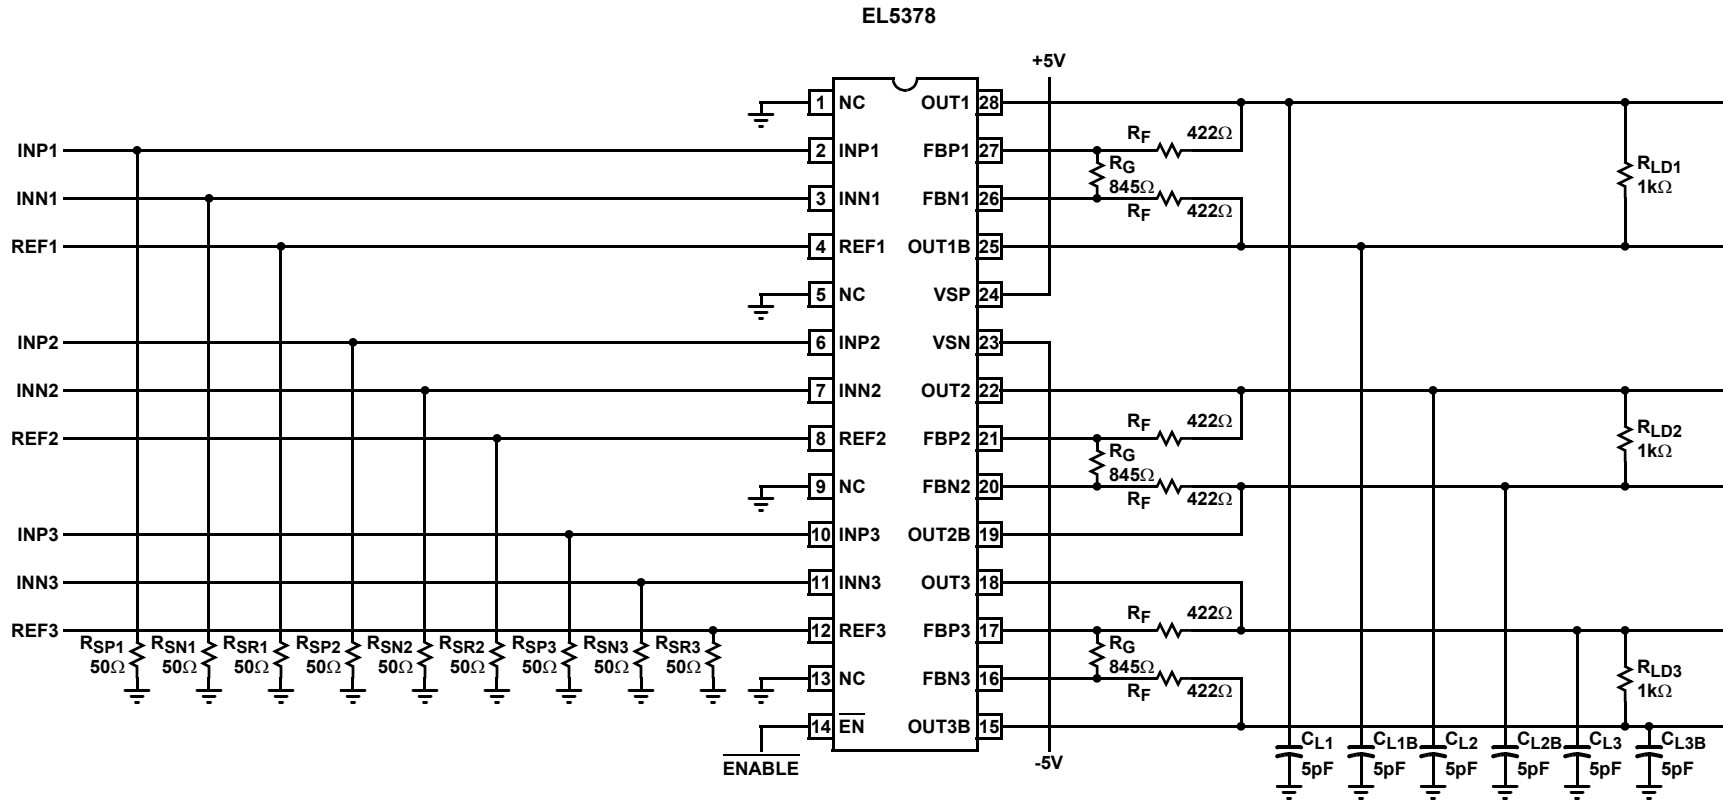 EL5378
+5V
1 NC OUT1 28
INP1 2 INP1 FBP1 27 RF 422Ω
RG
845Ω
INN1 3 INN1 FBN1 26 RF 422Ω
RLD1
1kΩ
REF1 4 REF1 OUT1B 25
5 NC VSP 24
INP2 6 INP2 VSN 23
INN2 7 INN2 OUT2 22
REF2 8 REF2 FBP2 21 RF 422Ω
RG
845Ω
RLD2
1kΩ
9 NC FBN2 20 RF 422Ω
INP3 10 INP3 OUT2B 19
INN3 11 INN3 OUT3 18
REF3 12 REF3 FBP3 17 RF 422Ω
RG
845Ω
RSP1 RSN1 RSR1 RSP2 RSN2 RSR2 RSP3 RSN3 RSR3
50Ω 50Ω 50Ω 50Ω 50Ω 50Ω 50Ω 50Ω 50Ω
RLD3
1kΩ
13 NC FBN3 16 RF 422Ω
14 EN OUT3B 15
ENABLE
-5V
CL1 CL1B CL2 CL2B CL3 CL3B
5pF 5pF 5pF 5pF 5pF 5pF